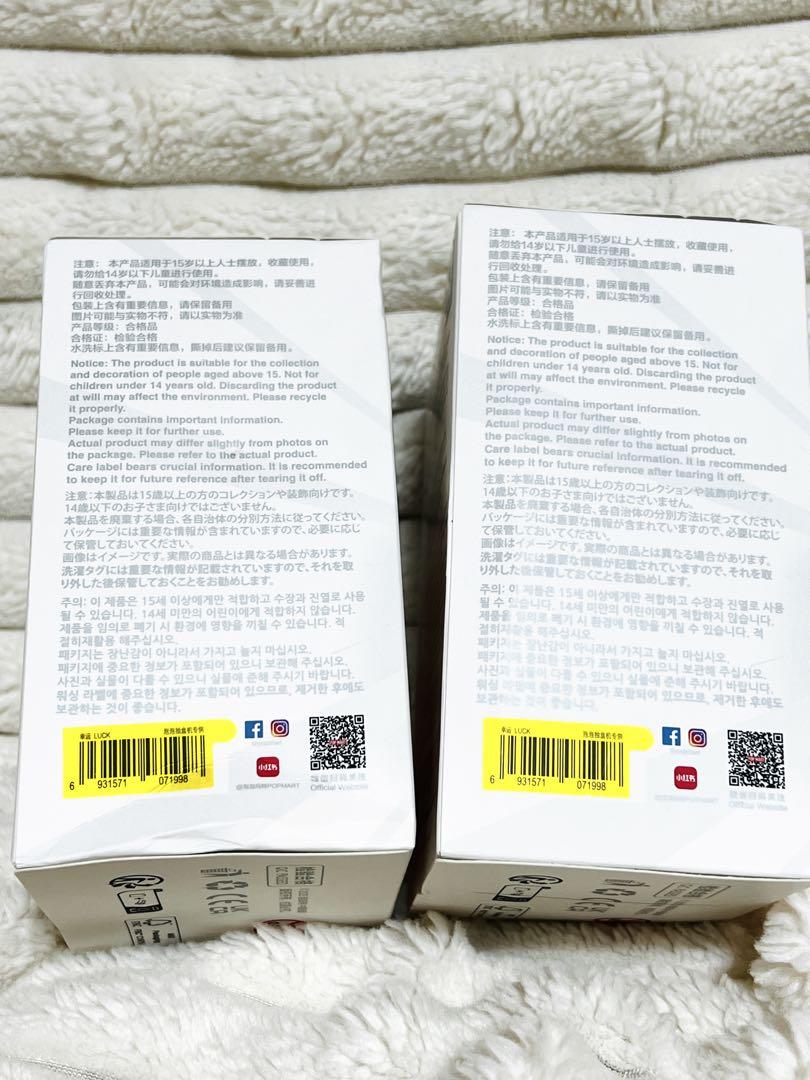 注意: 本产品适用于15岁以上人士摆放，收藏使用，
请勿给14岁以下儿童进行使用。
随意丢弃本产品，可能会对环境造成影响，请妥善进
行回收处理。
包装上含有重要信息，请保留备用
图片可能与实物不符，请以实物为准
产品等级: 合格品
合格证: 检验合格
水洗标上含有重要信息，撕掉后建议保留备用。
Notice: The product is suitable for the collection
and decoration of people aged above 15. Not for
children under 14 years old. Discarding the product
at will may affect the environment. Please recycle
it properly.
Package contains important information.
Please keep it for further use.
Actual product may differ slightly from photos on
the package. Please refer to the actual product.
Care label bears crucial information. It is recommended
to keep it for future reference after tearing it off.
注意:本製品は15歳以上の方のコレクションや装飾向けです。
14歳以下のお子さま向けではございません。
本製品を廃棄する場合、各自治体の分別方法に従ってください。
パッケージには重要な情報が含まれていますので、必要に応じ
て保管しておいてください。
画像はイメージです。実際の商品とは異なる場合があります。
洗濯タグには重要な情報が記載されていますので、それを取
り外した後保管しておくことをお勧めします。
주의: 이 제품은 15세 이상에게만 적합하고 수장과 진열로 사용
될 수 있습니다. 14세 미만의 어린이에게 적합하지 않습니다.
제품을 임의로 폐기 시 환경에 영향을 끼칠 수 있습니다. 적
절히재활용 해주십시오.
패키지는 장난감이 아니라서 가지고 놀지 마십시오.
패키지에 중요한 정보가 포함되어 있으니 보관해 주십시오.
사진과 실물이 다를 수 있으니 실물에 준해 주시기 바랍니다.
워싱 라벨에 중요한 정보가 포함되어 있으므로, 제거한 후에도
보관하는 것이 좋습니다.
幸运 LUCK 泡泡抽盒机专供
6 931571 071998
小红书
@泡泡玛特POPMART
Official Website
注意: 本产品适用于15岁以上人士摆放，收藏使用，
请勿给14岁以下儿童进行使用。
随意丢弃本产品，可能会对环境造成影响，请妥善进
行回收处理。
包装上含有重要信息，请保留备用
图片可能与实物不符，请以实物为准
产品等级: 合格品
合格证: 检验合格
水洗标上含有重要信息，撕掉后建议保留备用。
Notice: The product is suitable for the collection
and decoration of people aged above 15. Not for
children under 14 years old. Discarding the product
at will may affect the environment. Please recycle
it properly.
Package contains important information.
Please keep it for further use.
Actual product may differ slightly from photos on
the package. Please refer to the actual product.
Care label bears crucial information. It is recommended
to keep it for future reference after tearing it off.
注意:本製品は15歳以上の方のコレクションや装飾向けです。
14歳以下のお子さま向けではございません。
本製品を廃棄する場合、各自治体の分別方法に従ってください。
パッケージには重要な情報が含まれていますので、必要に応じ
て保管しておいてください。
画像はイメージです。実際の商品とは異なる場合があります。
洗濯タグには重要な情報が記載されていますので、それを取
り外した後保管しておくことをお勧めします。
주의: 이 제품은 15세 이상에게만 적합하고 수장과 진열로 사용
될 수 있습니다. 14세 미만의 어린이에게 적합하지 않습니다.
제품을 임의로 폐기 시 환경에 영향을 끼칠 수 있습니다. 적
절히재활용 해주십시오.
패키지는 장난감이 아니라서 가지고 놀지 마십시오.
패키지에 중요한 정보가 포함되어 있으니 보관해 주십시오.
사진과 실물이 다를 수 있으니 실물에 준해 주시기 바랍니다.
워싱 라벨에 중요한 정보가 포함되어 있으므로, 제거한 후에도
보관하는 것이 좋습니다.
幸运 LUCK 泡泡抽盒机专供
6 931571 071998
小红书
Official Website